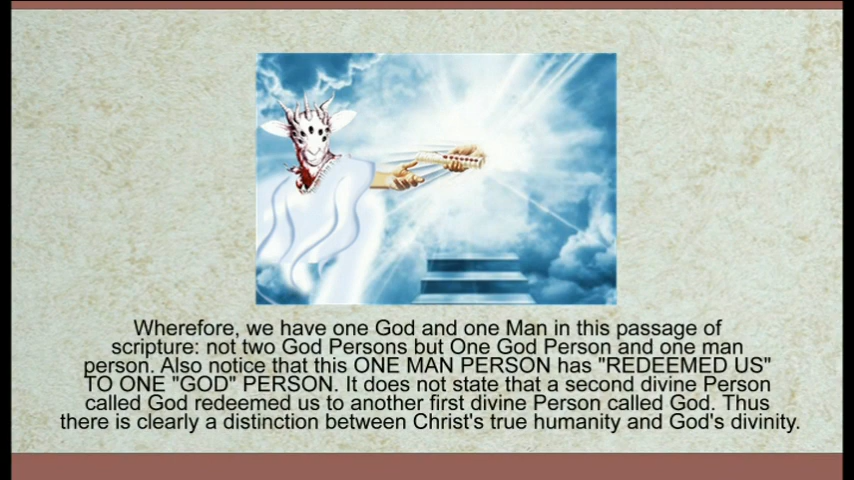 Wherefore, we have one God and one Man in this passage of
scripture: not two God Persons but One God Person and one man
person. Also notice that this ONE MAN PERSON has "REDEEMED US"
TO ONE "GOD" PERSON. It does not state that a second divine Person
called God redeemed us to another first divine Person called God. Thus
there is clearly a distinction between Christ's true humanity and God's divinity.